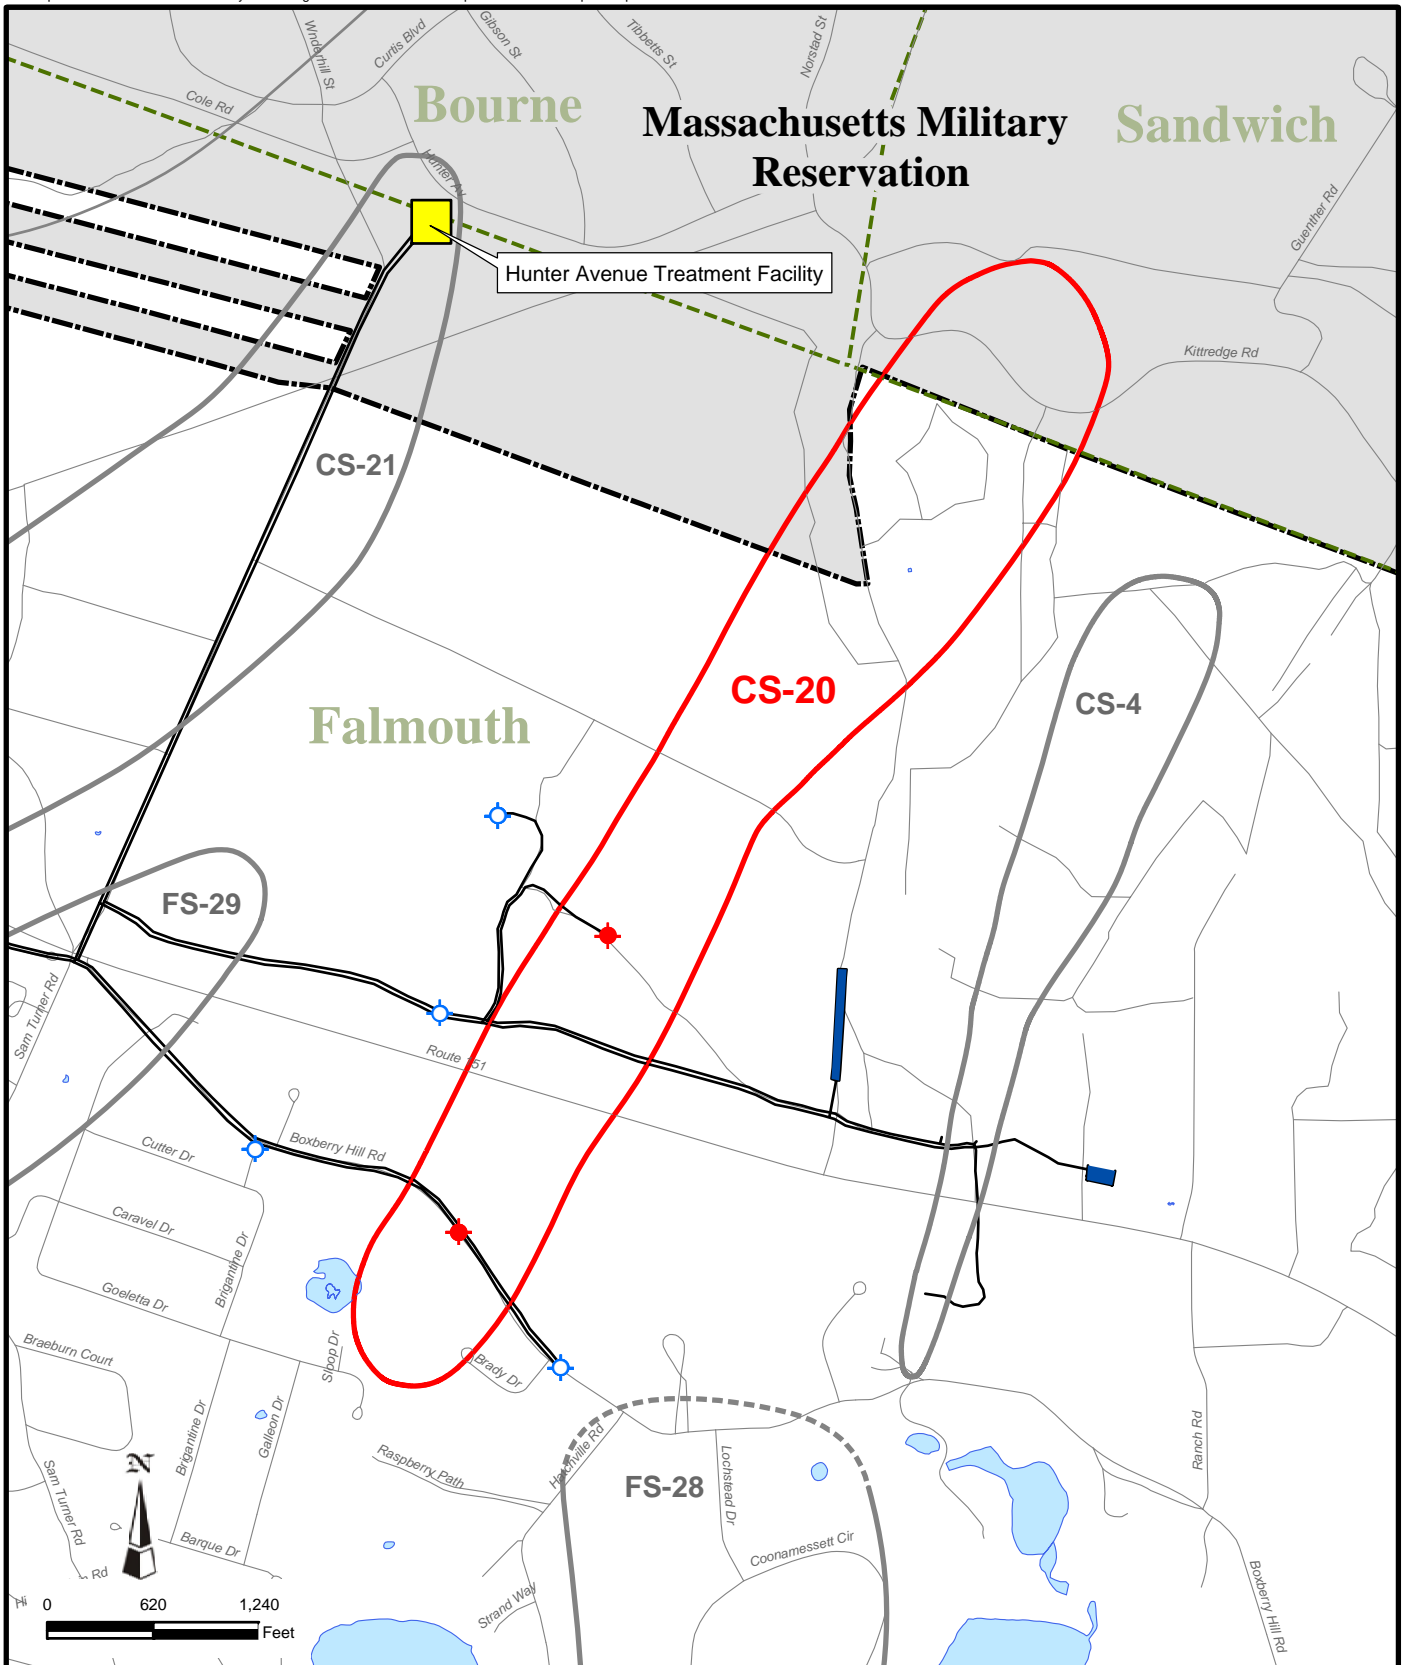 Wnderhill St
Curtis Blvd
Gibson St
Tibbetts St
Norstad St
Cole Rd
Bourne
Massachusetts Military
Reservation
Sandwich
Hunter Av
Guenther Rd
Hunter Avenue Treatment Facility
Kittredge Rd
CS-21
CS-20
CS-4
Falmouth
FS-29
Sam Turner Rd
Route 151
Boxberry Hill Rd
Cutter Dr
Caravel Dr
Brigantine Dr
Goeletta Dr
Braeburn Court
Sloop Dr
Brady Dr
Brigantine Dr
Galleon Dr
Ranch Rd
Hatchville Rd
Raspberry Path
Lochstead Dr
FS-28
N
Sam Turner Rd
Barque Dr
Coonamessett Cir
Rd
Hi
Strand Way
Boxberry Hill Rd
0 620 1,240
Feet